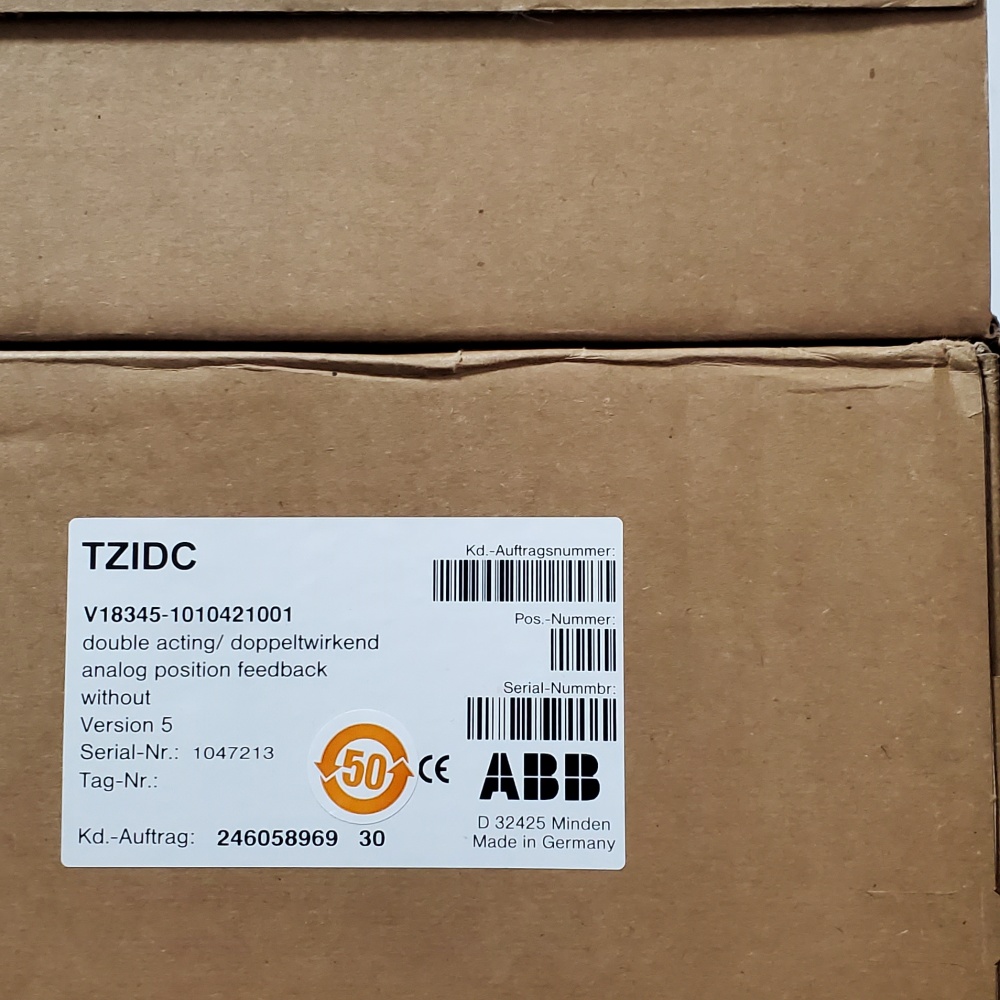 TZIDC
V18345-1010421001
double acting/ doppeltwirkend
analog position feedback
without
Version 5
Serial-Nr.: 1047213
Tag-Nr.:
Kd.-Auftrag: 246058969 30
Kd.-Auftragsnummer:
Pos.-Nummer:
Serial-Nummbr:
50
CE
ABB
D 32425 Minden
Made in Germany